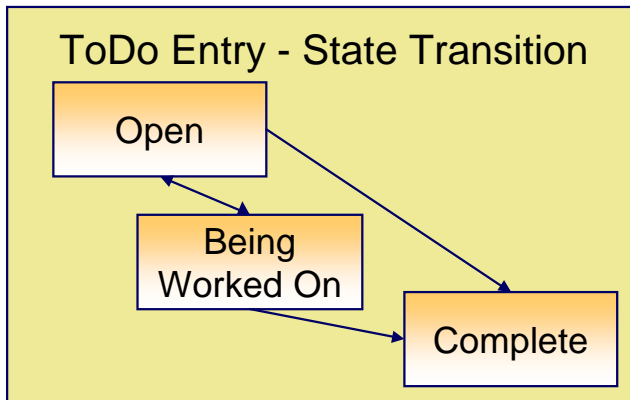 ToDo Entry - State Transition
Open
Being
Worked On
Complete